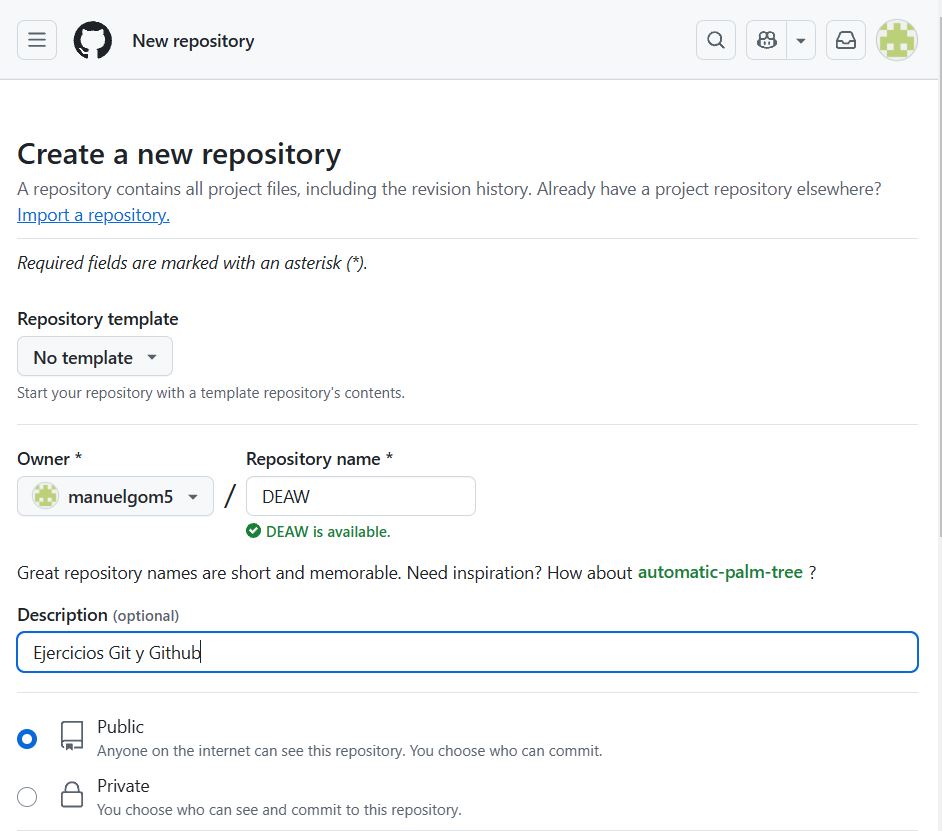 New repository
Create a new repository
A repository contains all project files, including the revision history. Already have a project repository elsewhere?
Import a repository.
Required fields are marked with an asterisk (*).
Repository template
No template
Start your repository with a template repository's contents.
Owner * Repository name *
manuelgom5 / DEAW
DEAW is available.
Great repository names are short and memorable. Need inspiration? How about automatic-palm-tree ?
Description (optional)
Ejercicios Git y Github
Public
Anyone on the internet can see this repository. You choose who can commit.
Private
You choose who can see and commit to this repository.